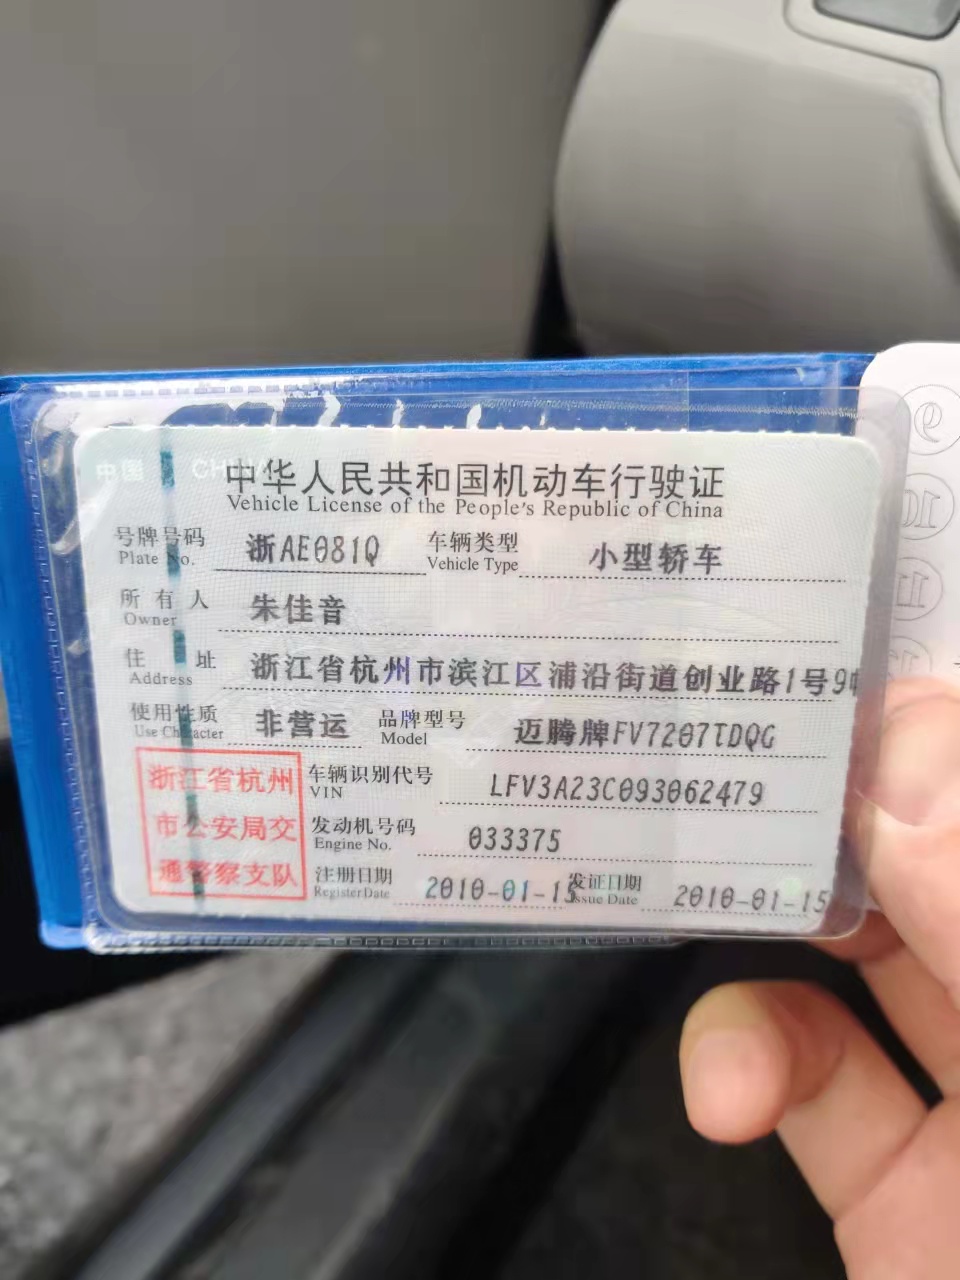 中国 CHINA
中华人民共和国机动车行驶证
Vehicle License of the People's Republic of China
号牌号码 浙AE081Q 车辆类型 小型轿车
Plate No. Vehicle Type
所有人 朱佳音
Owner
住址 浙江省杭州市滨江区浦沿街道创业路1号9
Address
使用性质 非营运 品牌型号 迈腾牌FV7207TDQG
Use Character Model
浙江省杭州
市公安局交
通警察支队
车辆识别代号 LFV3A23C093062479
VIN
发动机号码 033375
Engine No.
注册日期 2010-01-15 发证日期 2010-01-15
Register Date Issue Date
9
10
11